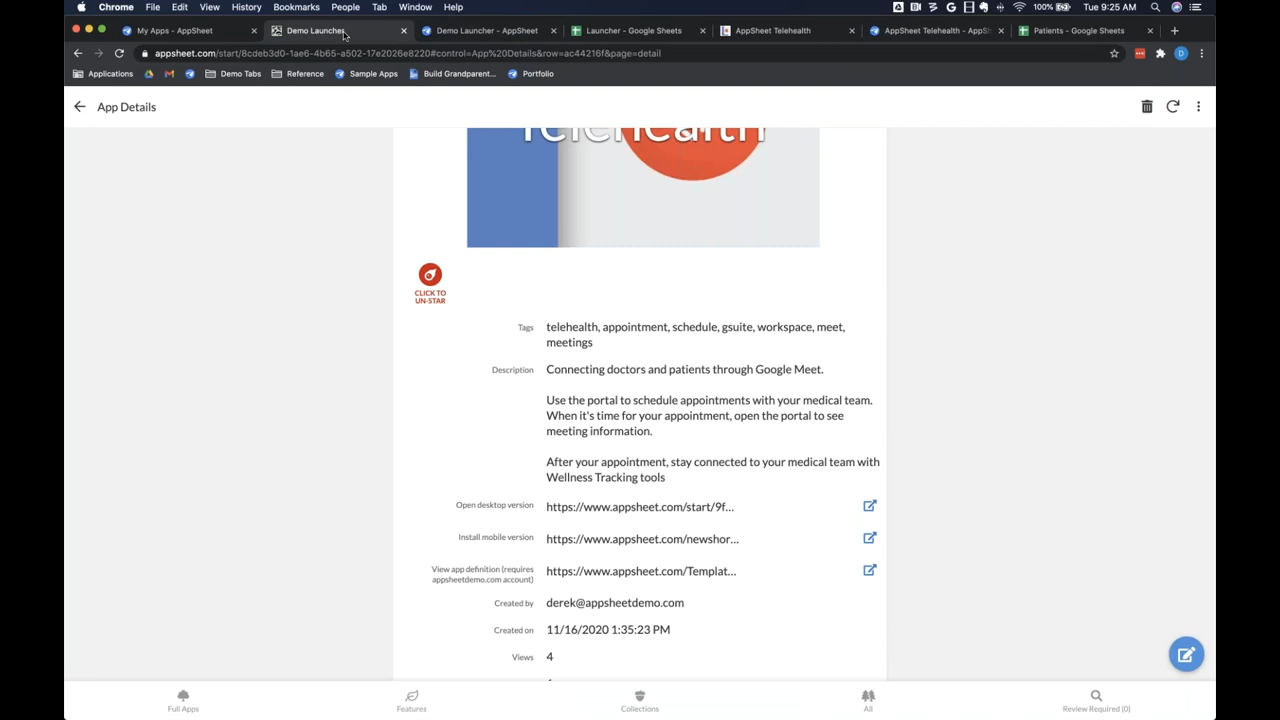 Chrome File Edit View History Bookmarks People Tab Window Help 100% Tue 9:25 AM
My Apps - AppSheet Demo Launcher Demo Launcher - AppSheet Launcher - Google Sheets AppSheet Telehealth AppSheet Telehealth - AppSh Patients - Google Sheets
appsheet.com/start/8cdeb3d0-1ae6-4b65-a502-17e2026e8220#control=App%20Details&row=ac44216f&page=detail
Applications Demo Tabs Reference Sample Apps Build Grandparent... Portfolio
App Details
Telehealth
CLICK TO
UN-STAR
Tags telehealth, appointment, schedule, gsuite, workspace, meet,
meetings
Description Connecting doctors and patients through Google Meet.
Use the portal to schedule appointments with your medical team.
When it's time for your appointment, open the portal to see
meeting information.
After your appointment, stay connected to your medical team with
Wellness Tracking tools
Open desktop version https://www.appsheet.com/start/9f...
Install mobile version https://www.appsheet.com/newshor...
View app definition (requires
appsheetdemo.com account) https://www.appsheet.com/Templat...
Created by derek@appsheetdemo.com
Created on 11/16/2020 1:35:23 PM
Views 4
Full Apps Features Collections All Review Required (0)